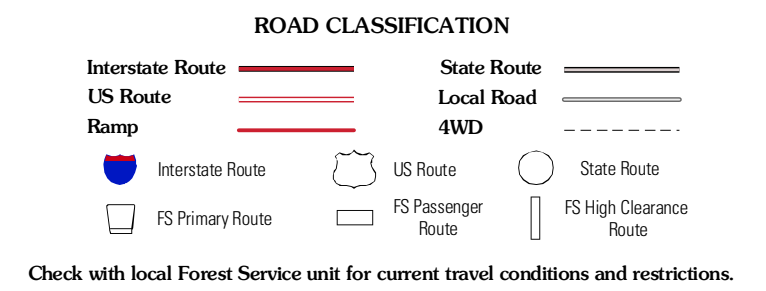 ROAD CLASSIFICATION
Interstate Route
State Route
US Route
Local Road
Ramp
4WD
Interstate Route
US Route
State Route
FS Primary Route
FS Passenger
Route
FS High Clearance
Route
Check with local Forest Service unit for current travel conditions and restrictions.